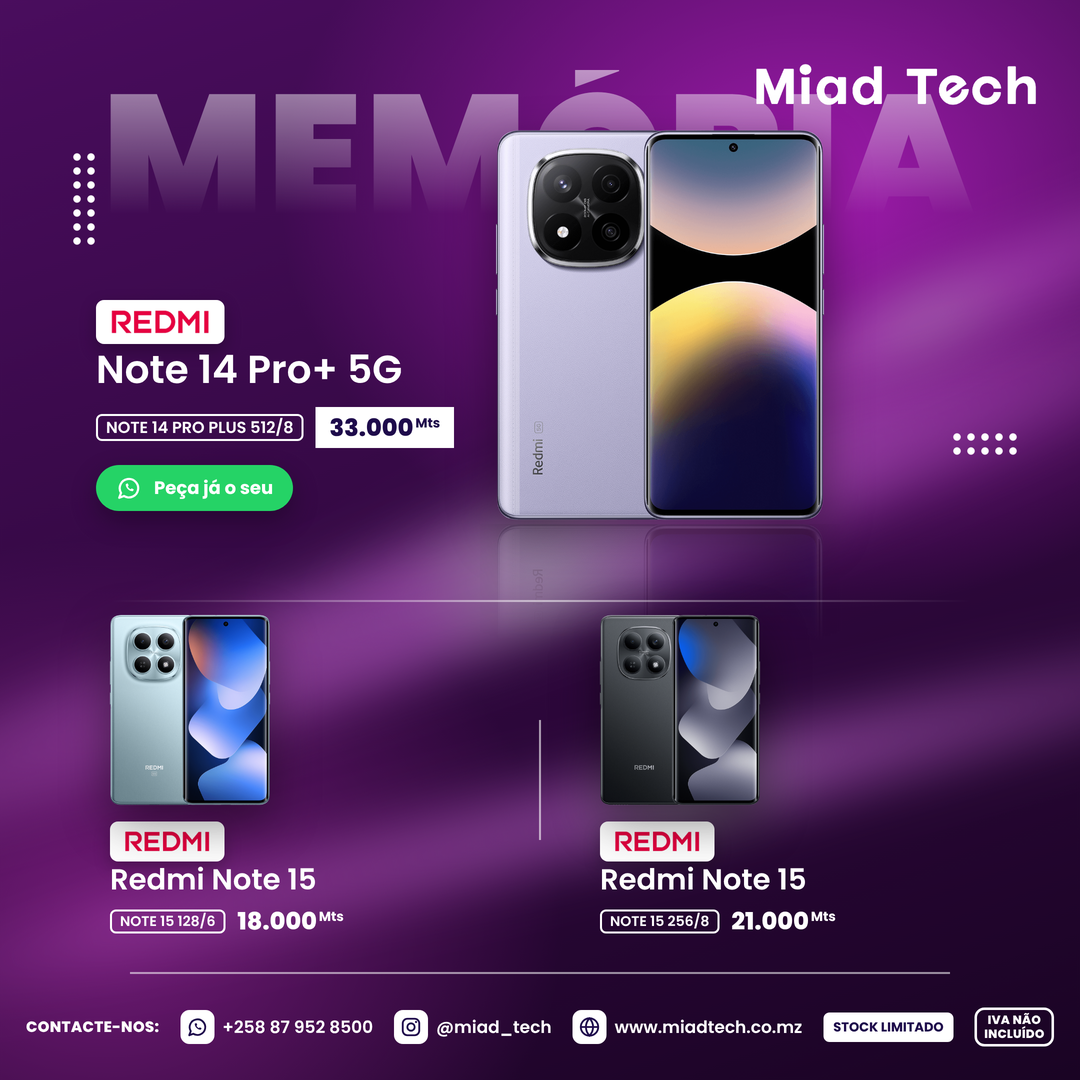 Miad Tech
MEMÓRIA
REDMI
Note 14 Pro+ 5G
NOTE 14 PRO PLUS 512/8
33.000 Mts
Peça já o seu
Redmi
REDMI
REDMI
REDMI
Redmi Note 15
NOTE 15 128/6
18.000 Mts
REDMI
Redmi Note 15
NOTE 15 256/8
21.000 Mts
CONTACTE-NOS:
+258 87 952 8500
@miad_tech
www.miadtech.co.mz
STOCK LIMITADO
IVA NÃO
INCLUÍDO